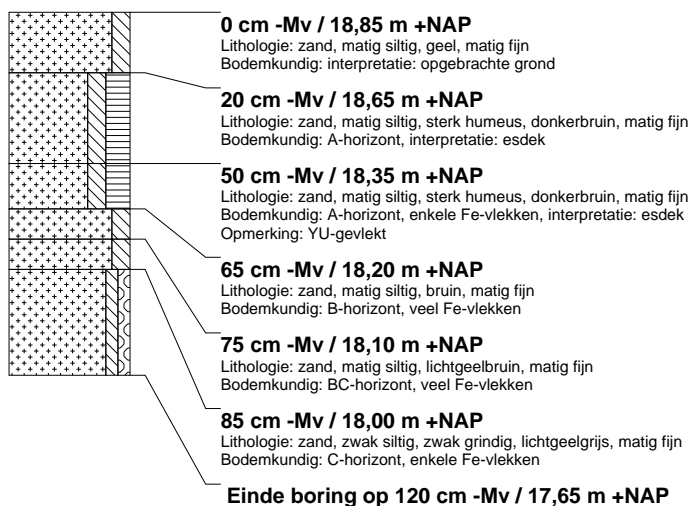 0 cm -Mv / 18,85 m +NAP
Lithologie: zand, matig siltig, geel, matig fijn
Bodemkundig: interpretatie: opgebrachte grond
20 cm -Mv / 18,65 m +NAP
Lithologie: zand, matig siltig, sterk humeus, donkerbruin, matig fijn
Bodemkundig: A-horizont, interpretatie: esdek
50 cm -Mv / 18,35 m +NAP
Lithologie: zand, matig siltig, sterk humeus, donkerbruin, matig fijn
Bodemkundig: A-horizont, enkele Fe-vlekken, interpretatie: esdek
Opmerking: YU-gevlekt
65 cm -Mv / 18,20 m +NAP
Lithologie: zand, matig siltig, bruin, matig fijn
Bodemkundig: B-horizont, veel Fe-vlekken
75 cm -Mv / 18,10 m +NAP
Lithologie: zand, matig siltig, lichtgeelbruin, matig fijn
Bodemkundig: BC-horizont, veel Fe-vlekken
85 cm -Mv / 18,00 m +NAP
Lithologie: zand, zwak siltig, zwak grindig, lichtgeelgrijs, matig fijn
Bodemkundig: C-horizont, enkele Fe-vlekken
Einde boring op 120 cm -Mv / 17,65 m +NAP